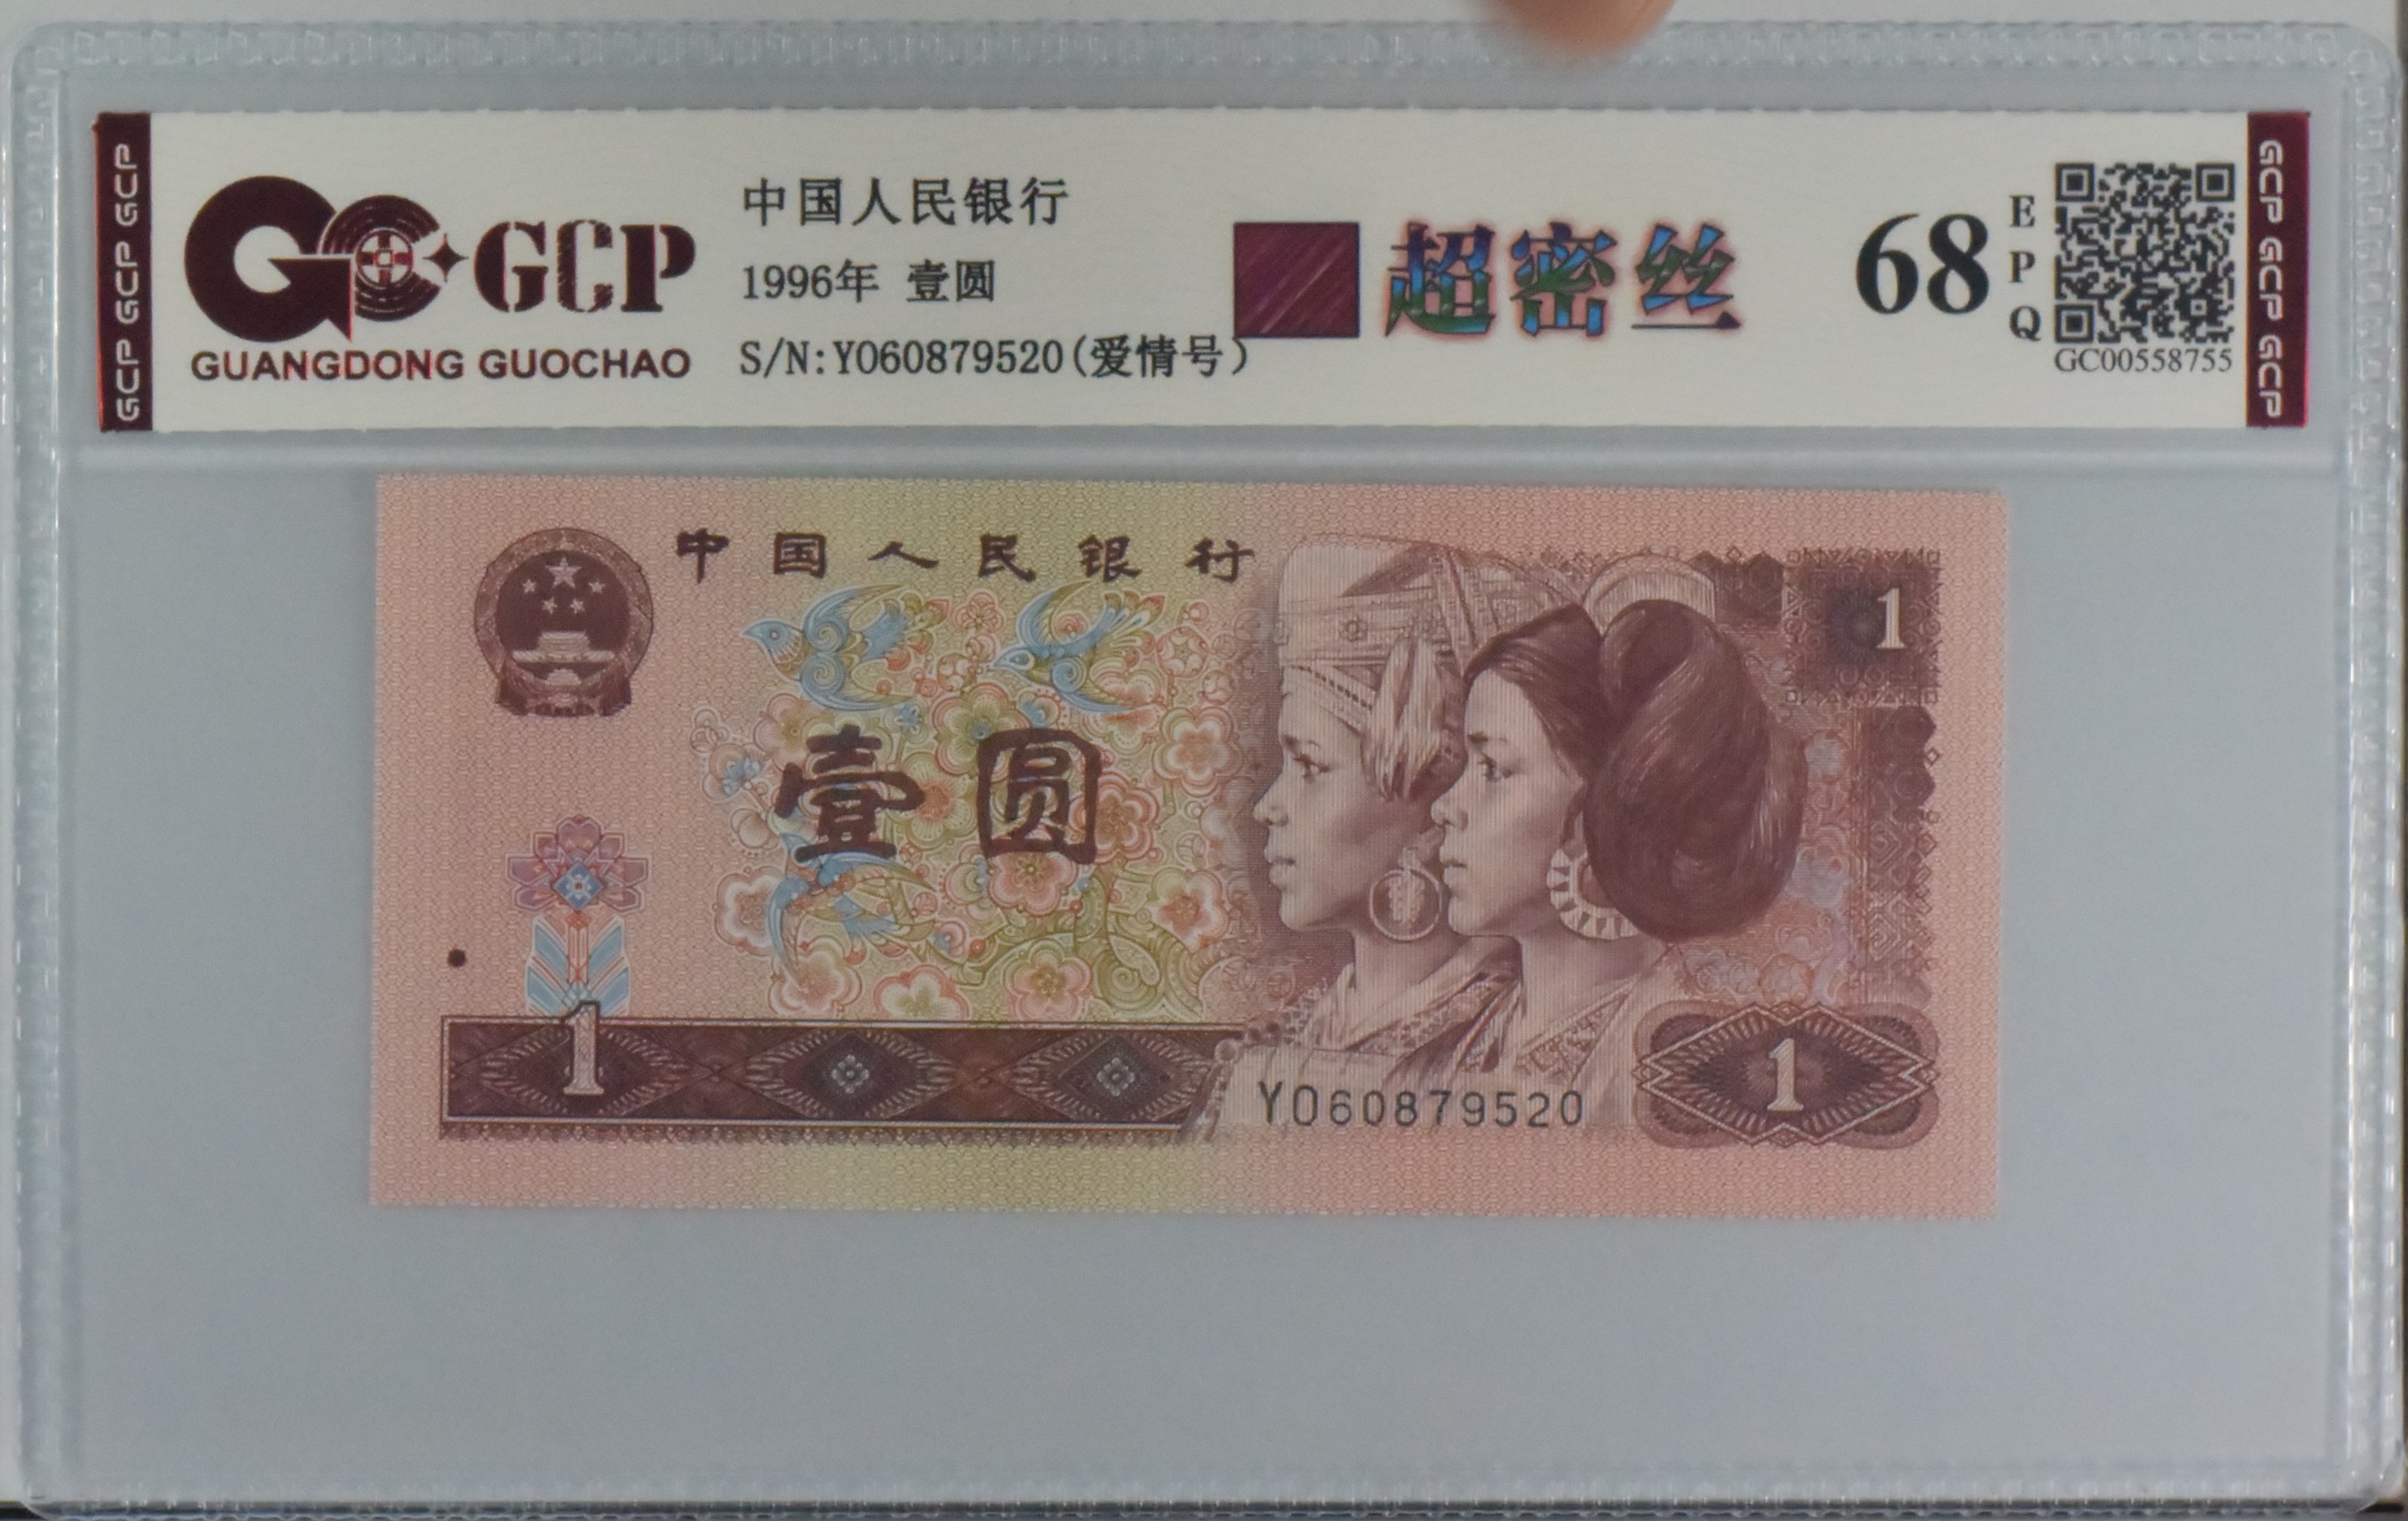 GCP GCP GCP
GCP
GUANGDONG GUOCHAO
中国人民银行
1996年 壹圆
S/N:YO60879520(爱情号)
超密丝
68
E
P
Q
GC00558755
GCP GCP GCP
中国人民银行
1
壹圆
1
YO60879520
1